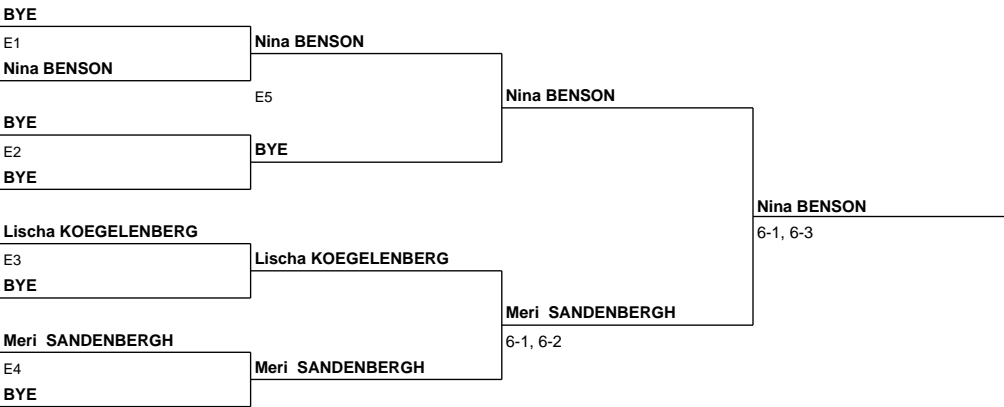 BYE
E1
Nina BENSON
Nina BENSON
E5
Nina BENSON
BYE
E2
BYE
BYE
Nina BENSON
6-1, 6-3
Lischa KOEGELENBERG
E3
BYE
Lischa KOEGELENBERG
Meri SANDENBERGH
6-1, 6-2
Meri SANDENBERGH
E4
BYE
Meri SANDENBERGH